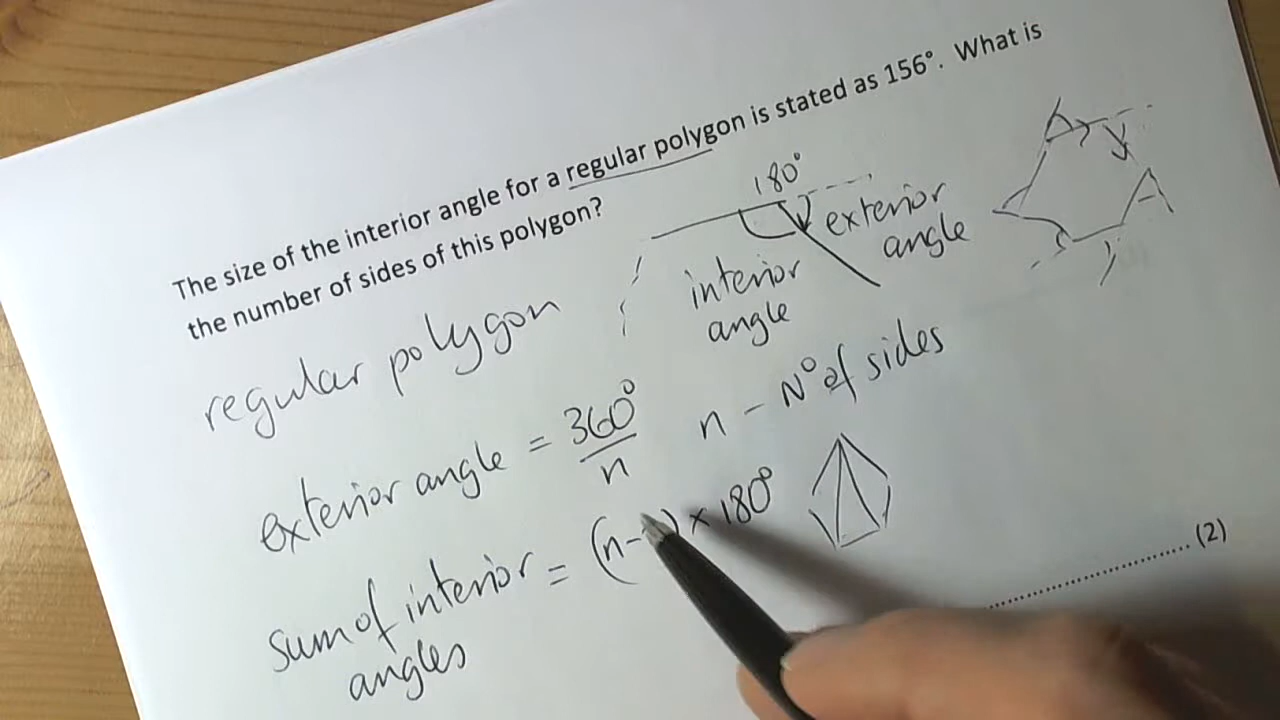 The size of the interior angle for a regular polygon is stated as 156°. What is
the number of sides of this polygon?
180°
exterior
angle
interior
angle
regular polygon
exterior angle = 360°
n
n - Nº of sides
sum of interior = (n- ) × 180°
angles
(2)